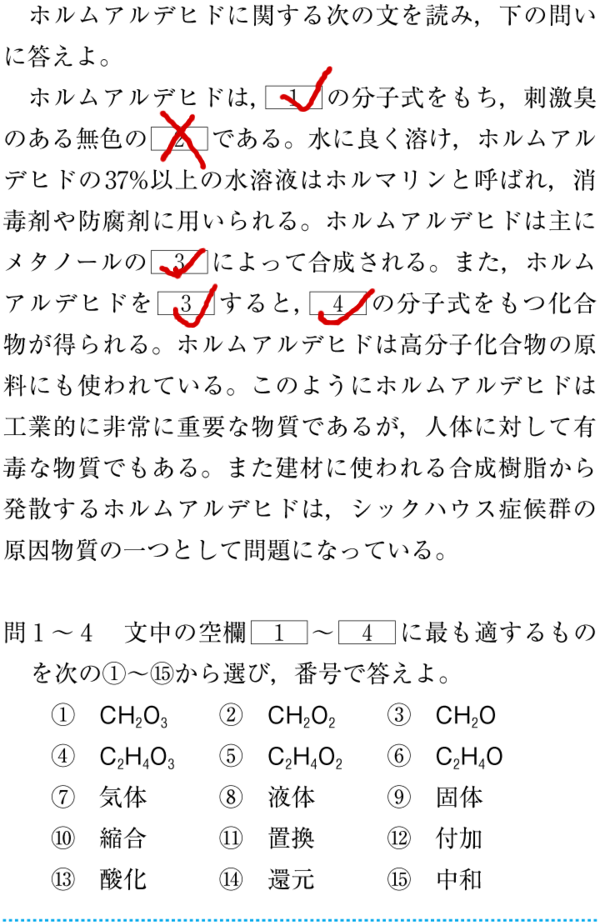 ホルムアルデヒドに関する次の文を読み，下の問い
に答えよ。
ホルムアルデヒドは，1の分子式をもち，刺激臭
のある無色の2である。水に良く溶け，ホルムアル
デヒドの37%以上の水溶液はホルマリンと呼ばれ，消
毒剤や防腐剤に用いられる。ホルムアルデヒドは主に
メタノールの3によって合成される。また，ホルム
アルデヒドを3すると，4の分子式をもつ化合
物が得られる。ホルムアルデヒドは高分子化合物の原
料にも使われている。このようにホルムアルデヒドは
工業的に非常に重要な物質であるが，人体に対して有
毒な物質でもある。また建材に使われる合成樹脂から
発散するホルムアルデヒドは，シックハウス症候群の
原因物質の一つとして問題になっている。
問1～4 文中の空欄1～4に最も適するもの
を次の①～⑮から選び，番号で答えよ。
① CH₂O₃ ② CH₂O₂ ③ CH₂O
④ C₂H₄O₃ ⑤ C₂H₄O₂ ⑥ C₂H₄O
⑦ 気体 ⑧ 液体 ⑨ 固体
⑩ 縮合 ⑪ 置換 ⑫ 付加
⑬ 酸化 ⑭ 還元 ⑮ 中和